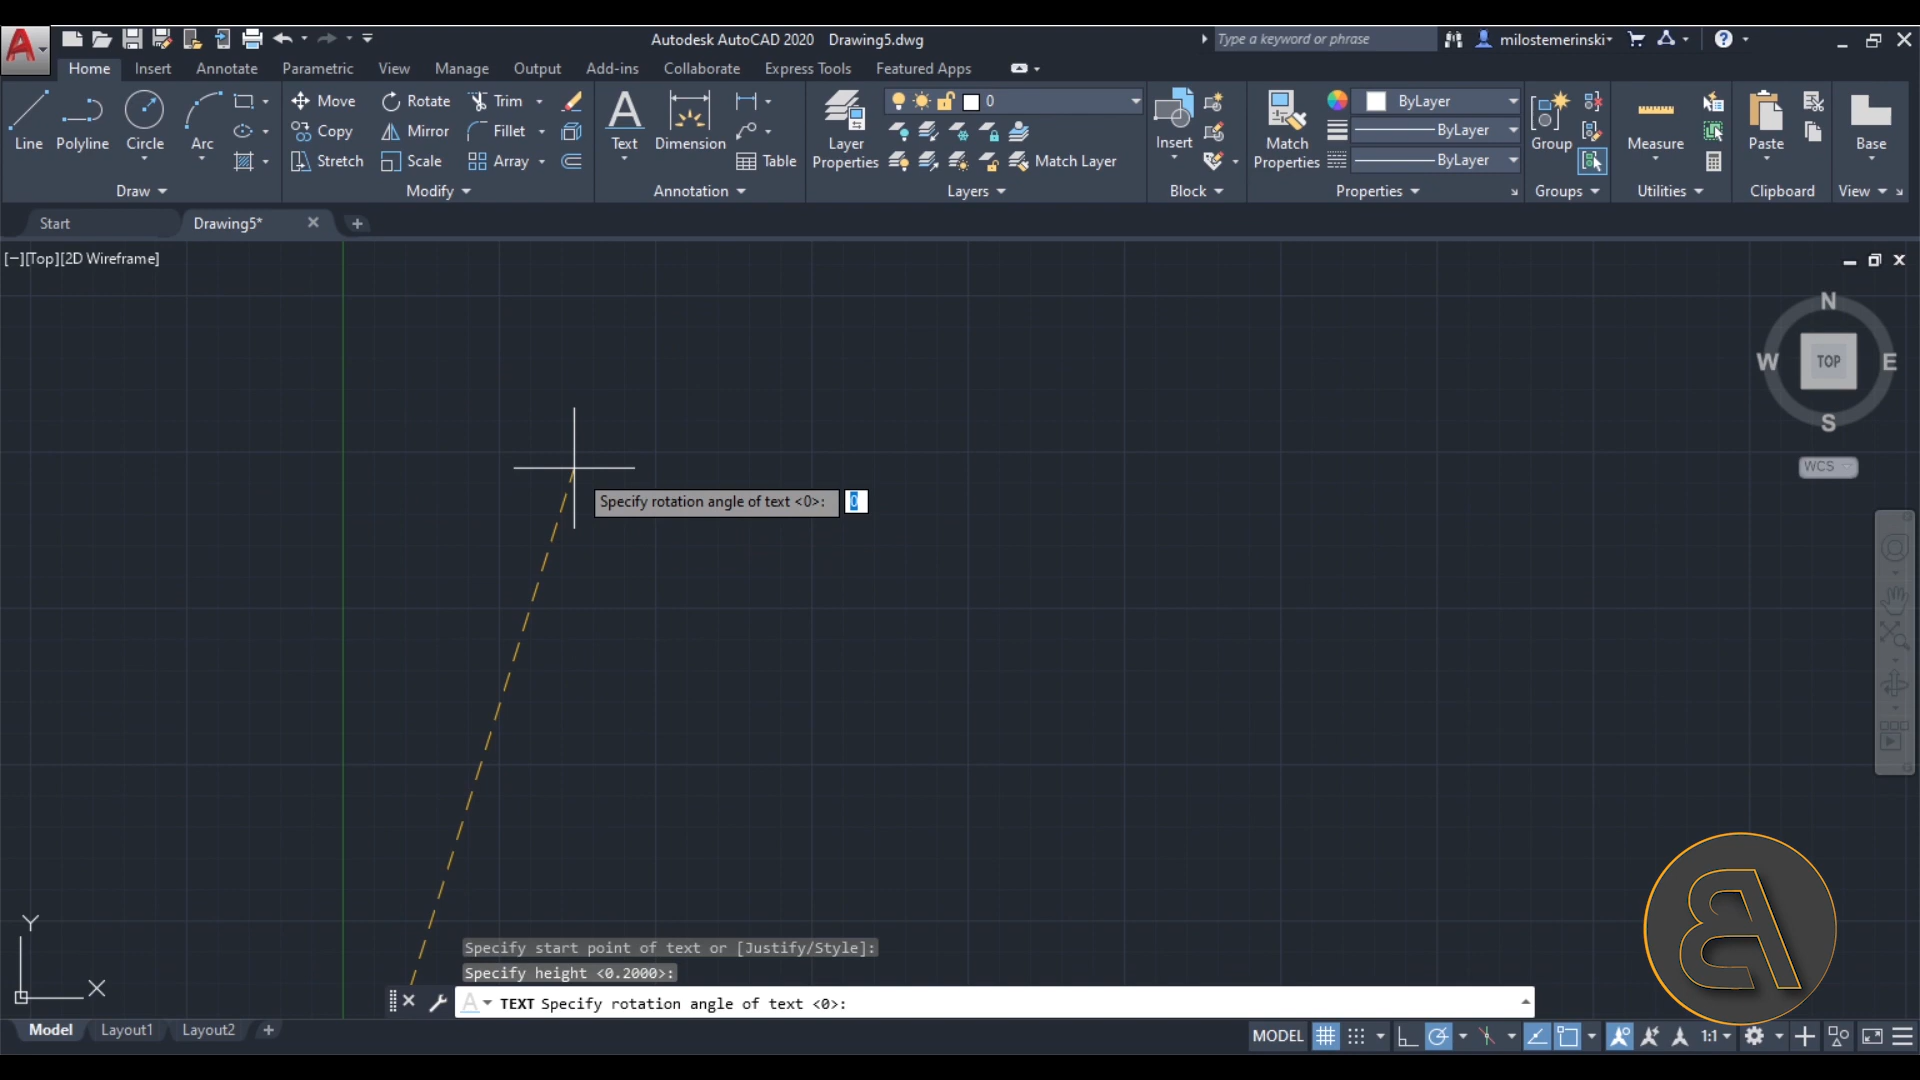 Autodesk AutoCAD 2020 Drawing5.dwg
Type a keyword or phrase
milostemerinski
Home Insert Annotate Parametric View Manage Output Add-ins Collaborate Express Tools Featured Apps
Line Polyline Circle Arc
Draw
Move Rotate Trim
Copy Mirror Fillet
Stretch Scale Array
Modify
Text Dimension Table
Annotation
Layer Properties
0
Match Layer
Layers
Insert
Block
Match Properties
ByLayer
ByLayer
ByLayer
Properties
Group
Groups
Measure
Utilities
Paste
Clipboard
Base
View
Start Drawing5*
[−][Top][2D Wireframe]
N
W TOP E
S
WCS
Specify rotation angle of text <0>: 0
Y
X
Specify start point of text or [Justify/Style]:
Specify height <0.2000>:
TEXT Specify rotation angle of text <0>:
Model Layout1 Layout2
MODEL 1:1